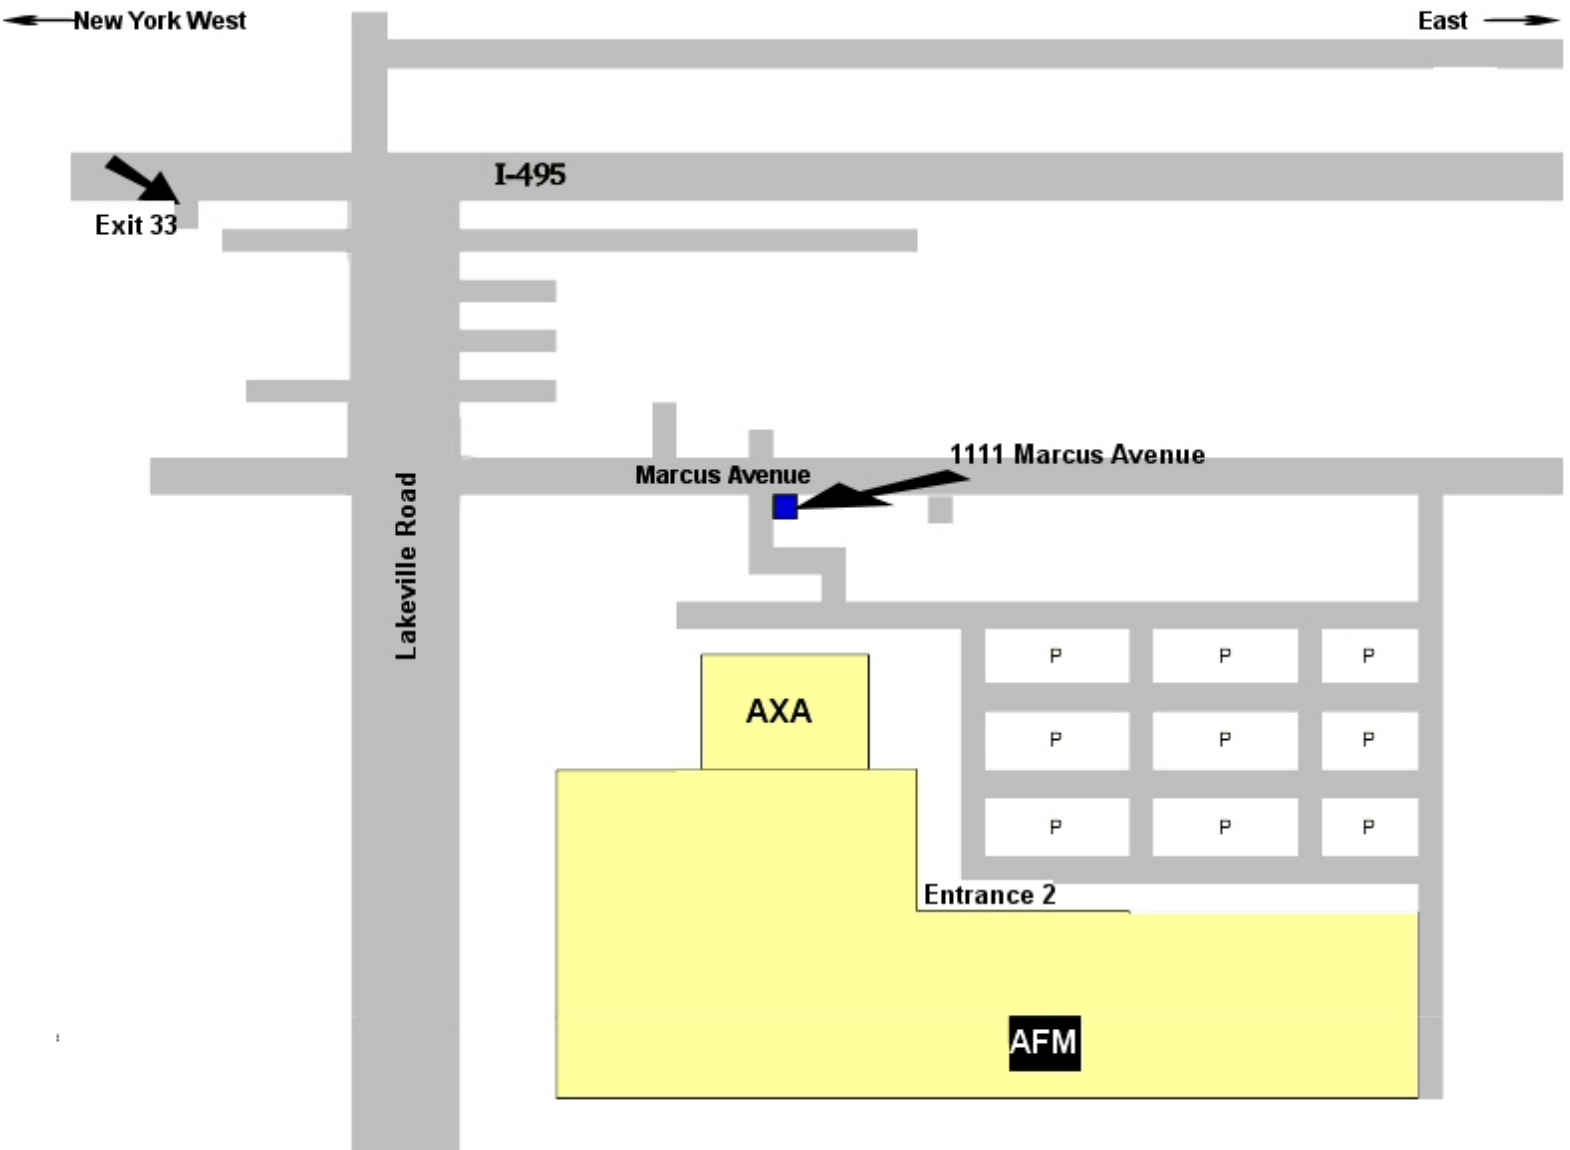 New York West
East
I-495
Exit 33
1111 Marcus Avenue
Marcus Avenue
Lakeville Road
P P P
AXA
P P P
P P P
Entrance 2
AFM